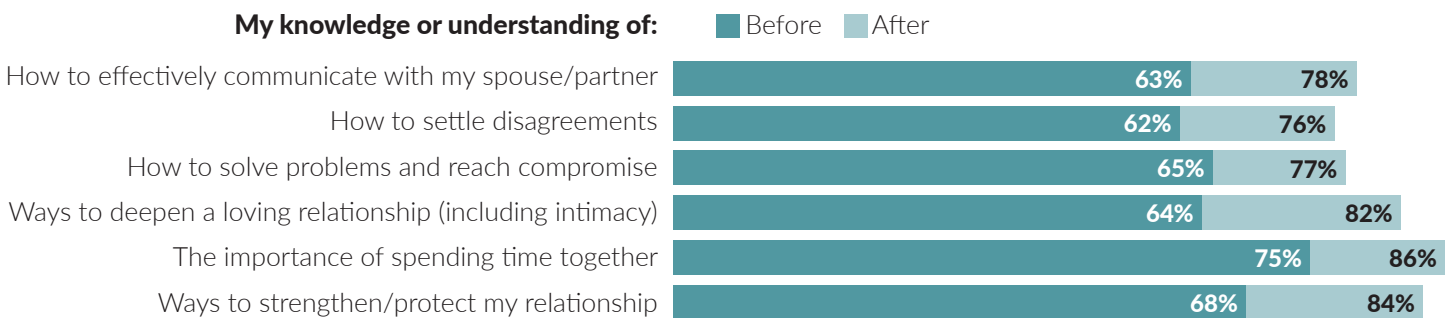 My knowledge or understanding of: Before After
How to effectively communicate with my spouse/partner 63% 78%
How to settle disagreements 62% 76%
How to solve problems and reach compromise 65% 77%
Ways to deepen a loving relationship (including intimacy) 64% 82%
The importance of spending time together 75% 86%
Ways to strengthen/protect my relationship 68% 84%